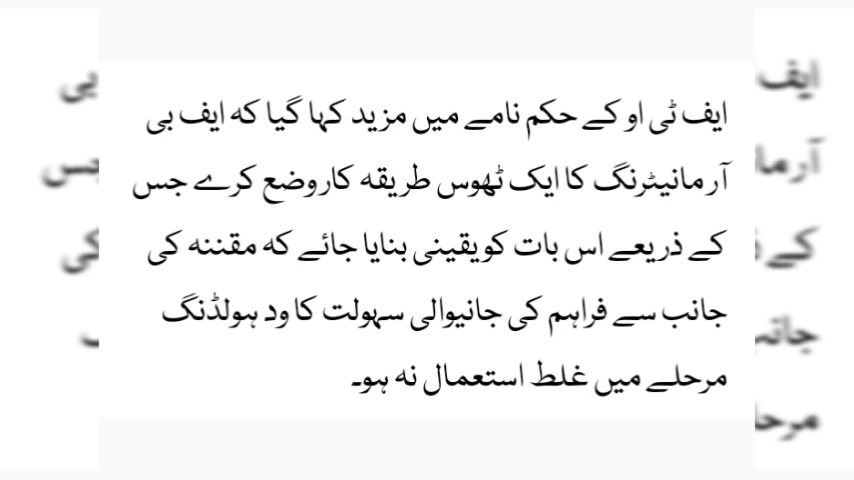 ایف ٹی او کے حکم نامے میں مزید کہا گیا کہ ایف بی
آر مانیٹرنگ کا ایک ٹھوس طریقہ کار وضع کرے جس
کے ذریعے اس بات کو یقینی بنایا جائے کہ مقننہ کی
جانب سے فراہم کی جانیوالی سہولت کا ود ہولڈنگ
مرحلے میں غلط استعمال نہ ہو۔